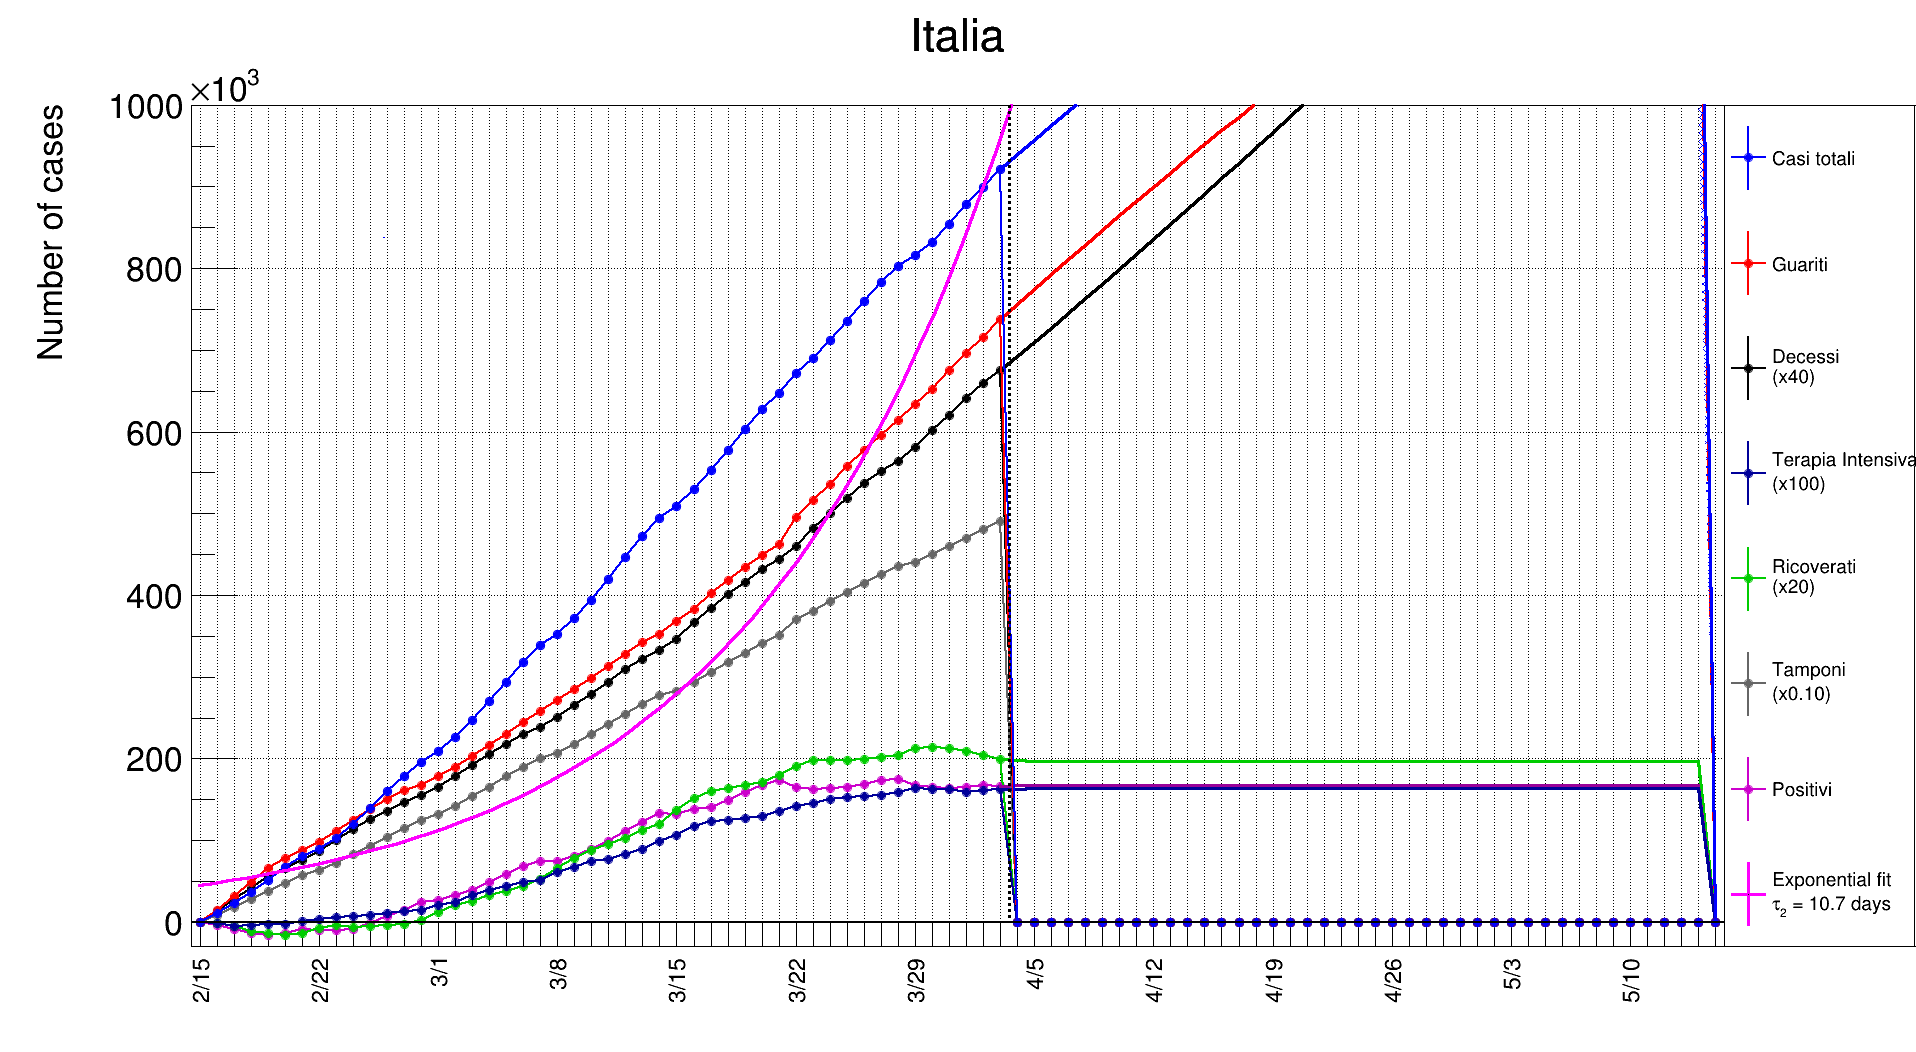 Italia
×10³
Number of cases
1000
800
600
400
200
0
2/15
2/22
3/1
3/8
3/15
3/22
3/29
4/5
4/12
4/19
4/26
5/3
5/10
Casi totali
Guariti
Decessi
(x40)
Terapia Intensiva
(x100)
Ricoverati
(x20)
Tamponi
(x0.10)
Positivi
Exponential fit
τ₂ = 10.7 days